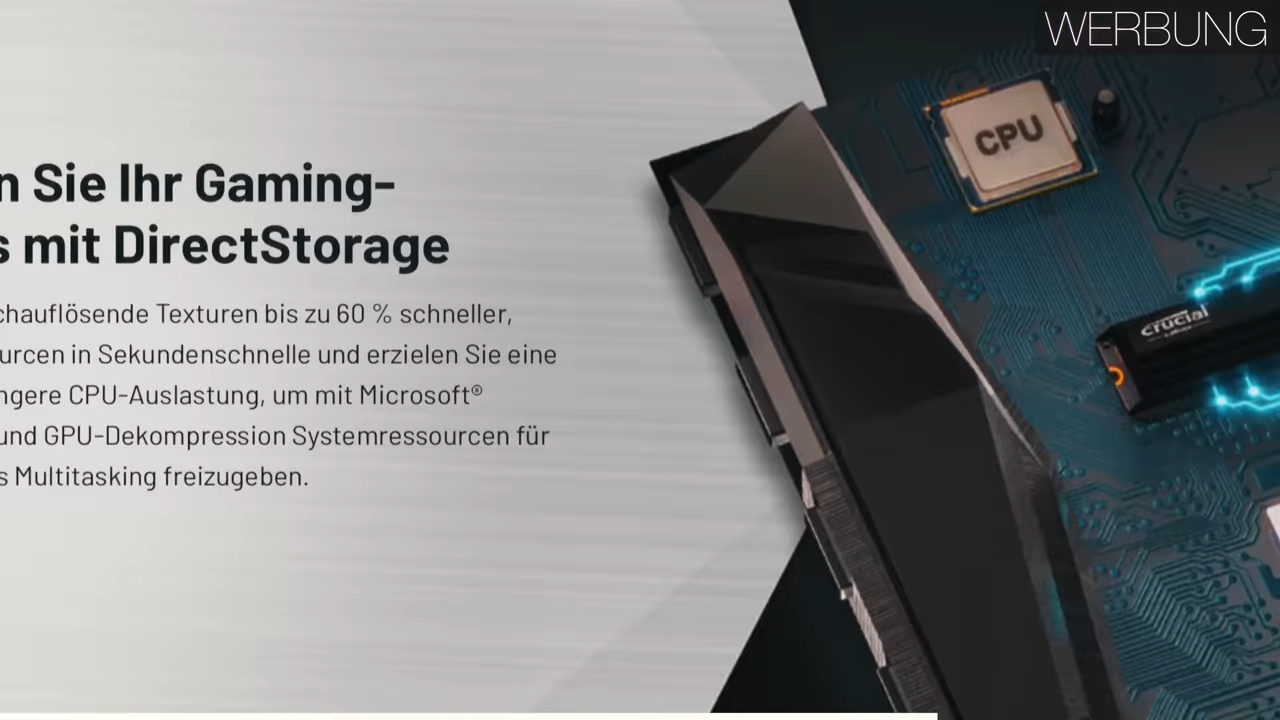 WERBUNG
n Sie Ihr Gaming-
s mit DirectStorage
chauflösende Texturen bis zu 60 % schneller,
urcen in Sekundenschnelle und erzielen Sie eine
ngere CPU-Auslastung, um mit Microsoft®
und GPU-Dekompression Systemressourcen für
s Multitasking freizugeben.
CPU
crucial